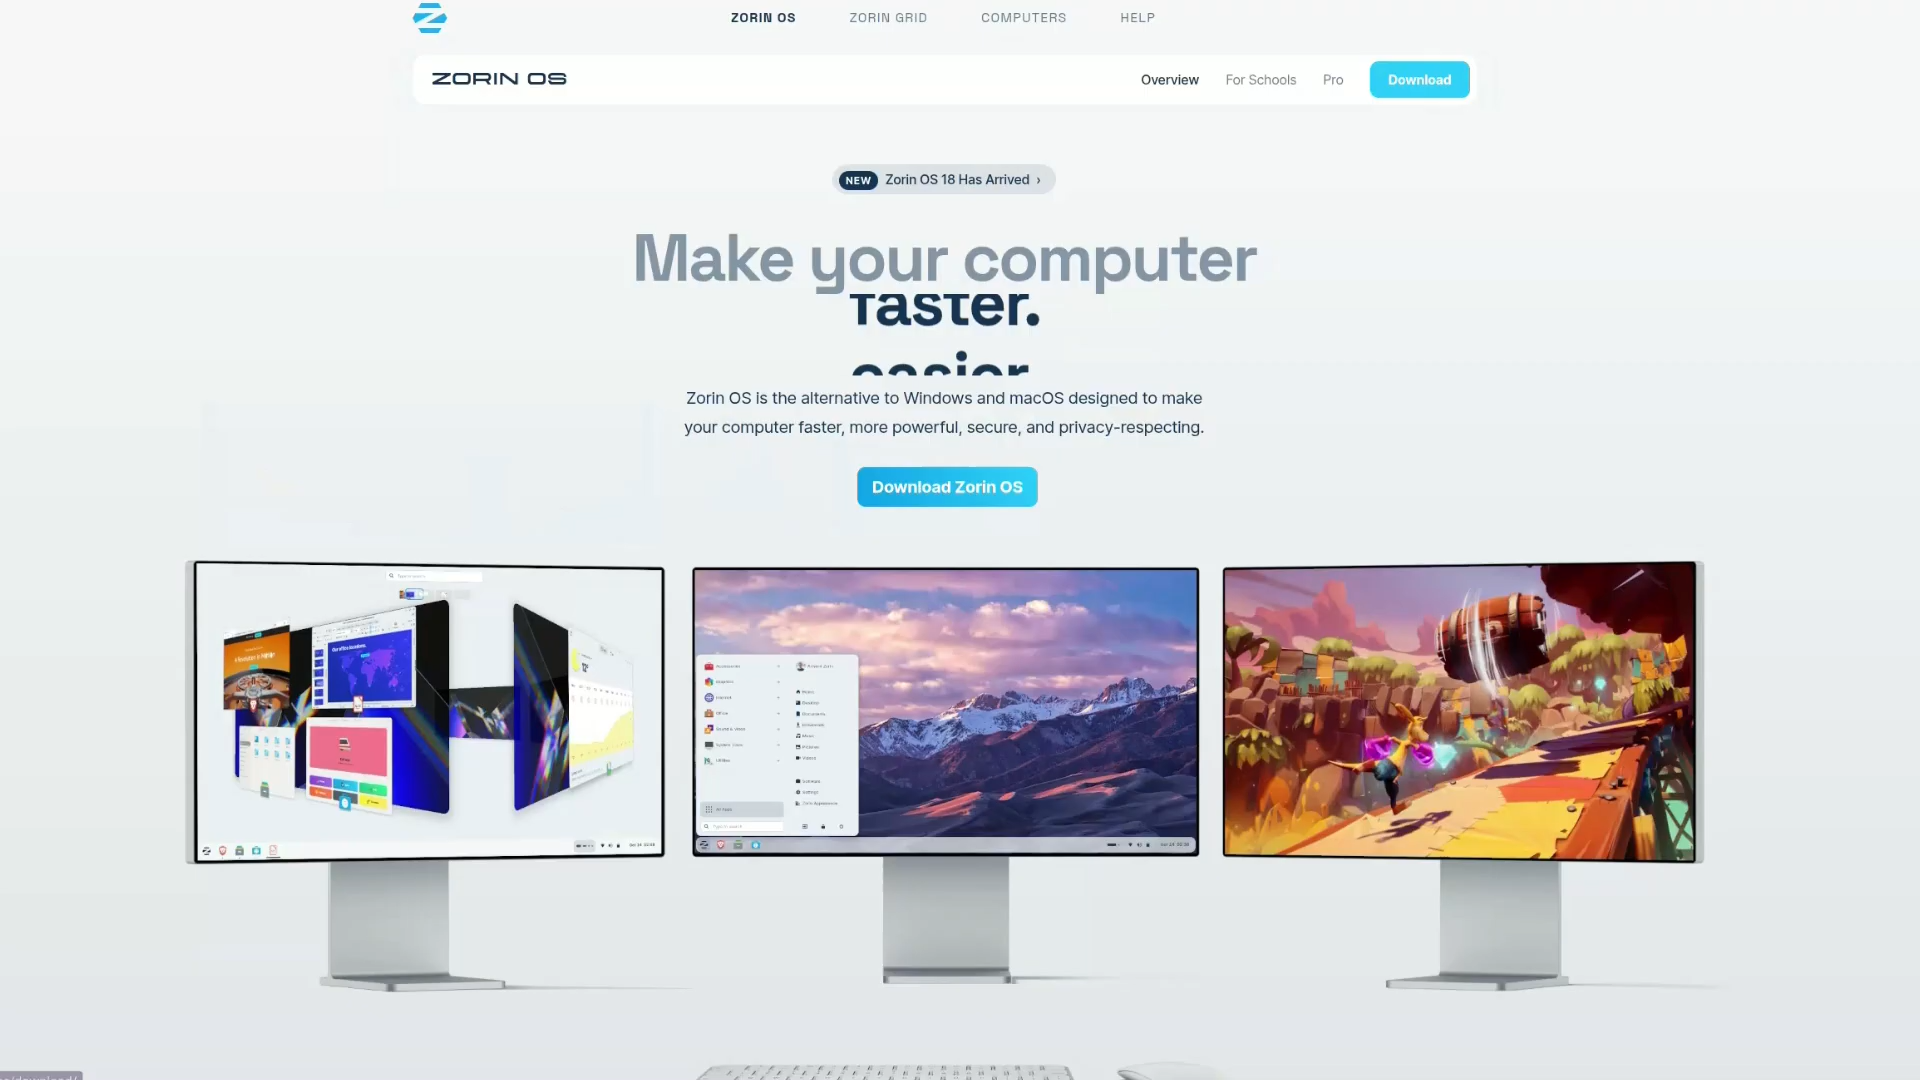 ZORIN OS
ZORIN GRID
COMPUTERS
HELP
ZORIN OS
Overview
For Schools
Pro
Download
NEW Zorin OS 18 Has Arrived ›
Make your computer
faster.
easier
Zorin OS is the alternative to Windows and macOS designed to make
your computer faster, more powerful, secure, and privacy-respecting.
Download Zorin OS